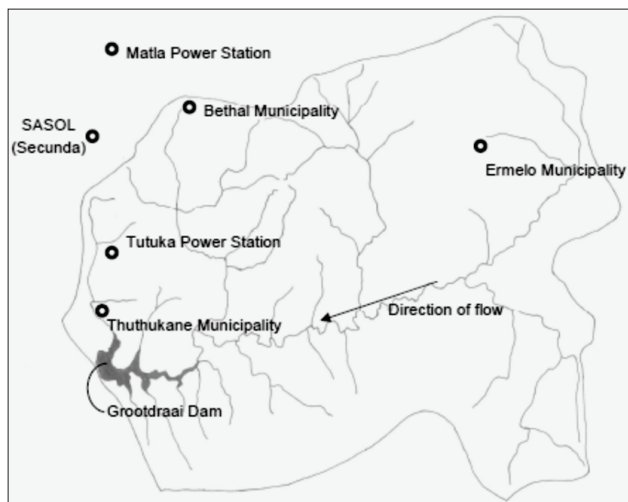 Matla Power Station
Bethal Municipality
SASOL
(Secunda)
Ermelo Municipality
Tutuka Power Station
Direction of flow
Thuthukane Municipality
Grootdraai Dam